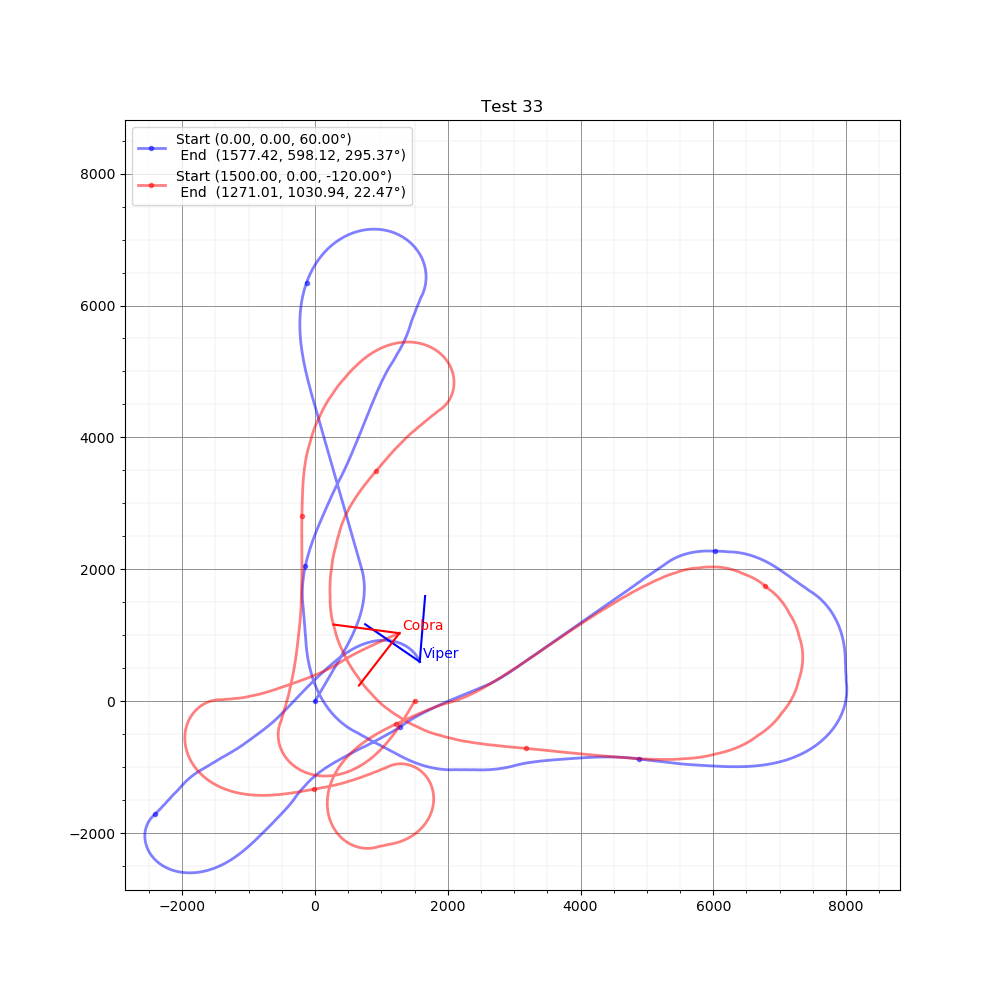 Test 33
Start (0.00, 0.00, 60.00°)
End  (1577.42, 598.12, 295.37°)
Start (1500.00, 0.00, -120.00°)
End  (1271.01, 1030.94, 22.47°)
8000
6000
4000
2000
0
−2000
Cobra
Viper
−2000 0 2000 4000 6000 8000